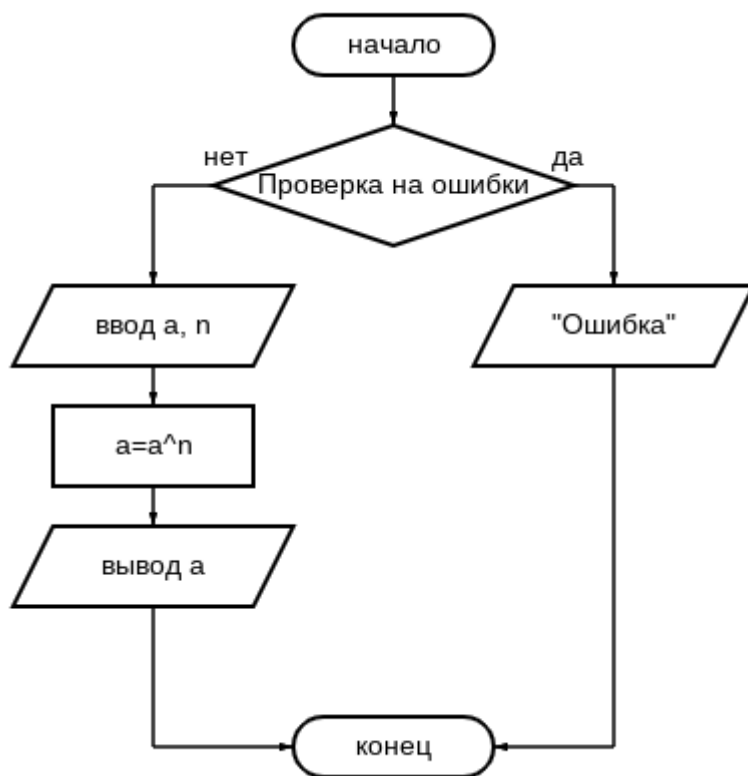 начало
нет
да
Проверка на ошибки
ввод a, n
"Ошибка"
a=a^n
вывод a
конец